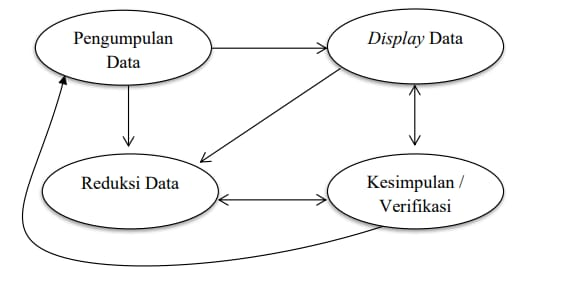 Pengumpulan
Data
Display Data
Reduksi Data
Kesimpulan /
Verifikasi